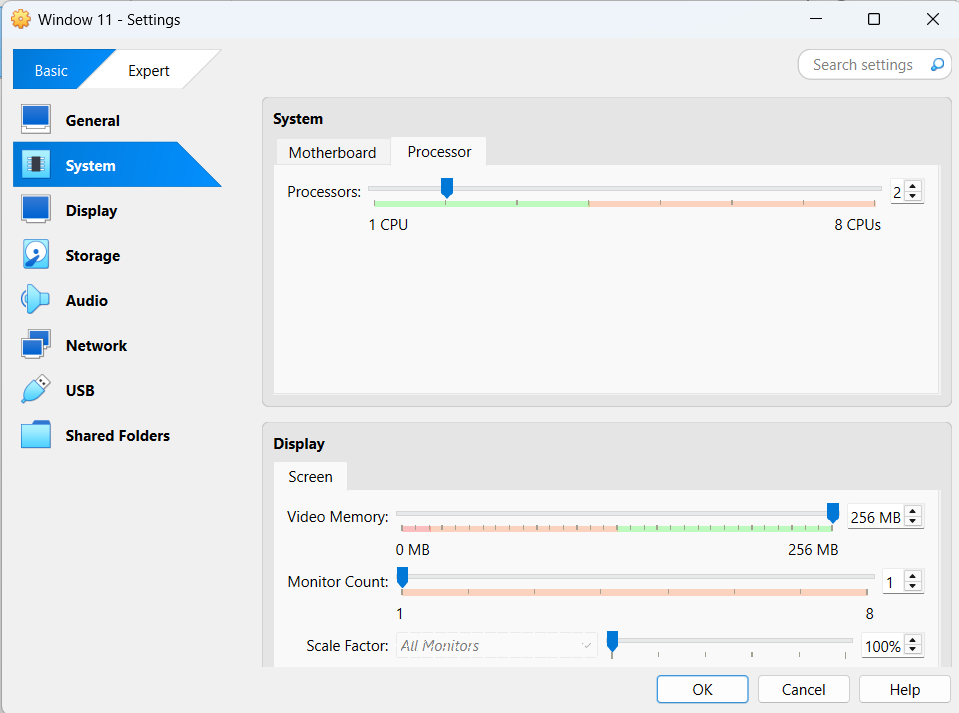 Window 11 - Settings
Basic
Expert
Search settings
General
System
Display
Storage
Audio
Network
USB
Shared Folders
System
Motherboard
Processor
Processors:
2
1 CPU
8 CPUs
Display
Screen
Video Memory:
256 MB
0 MB
256 MB
Monitor Count:
1
1
8
Scale Factor:
All Monitors
100%
OK
Cancel
Help